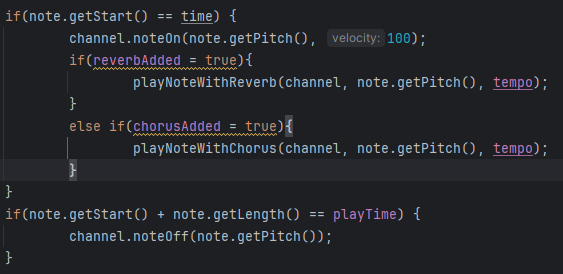 if(note.getStart() == time) {
channel.noteOn(note.getPitch(), velocity: 100);
if(reverbAdded = true){
playNoteWithReverb(channel, note.getPitch(), tempo);
}
else if(chorusAdded = true){
playNoteWithChorus(channel, note.getPitch(), tempo);
}
}
if(note.getStart() + note.getLength() == playTime) {
channel.noteOff(note.getPitch());
}